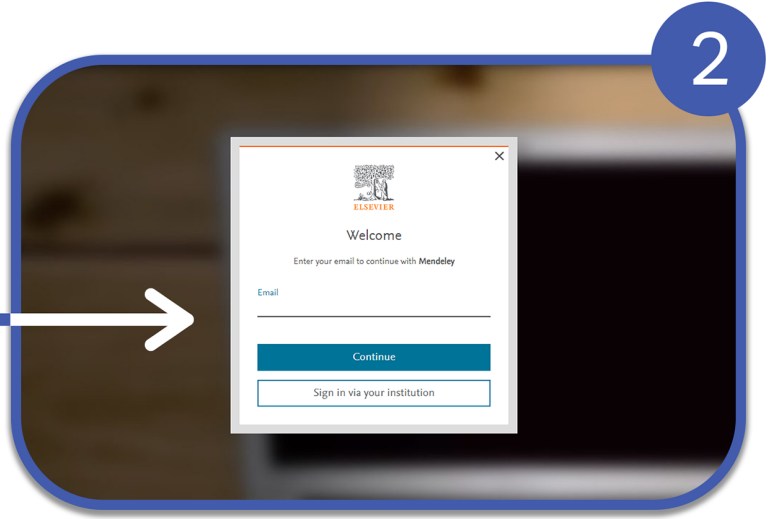 2
ELSEVIER
Welcome
Enter your email to continue with Mendeley
Email
Continue
Sign in via your institution